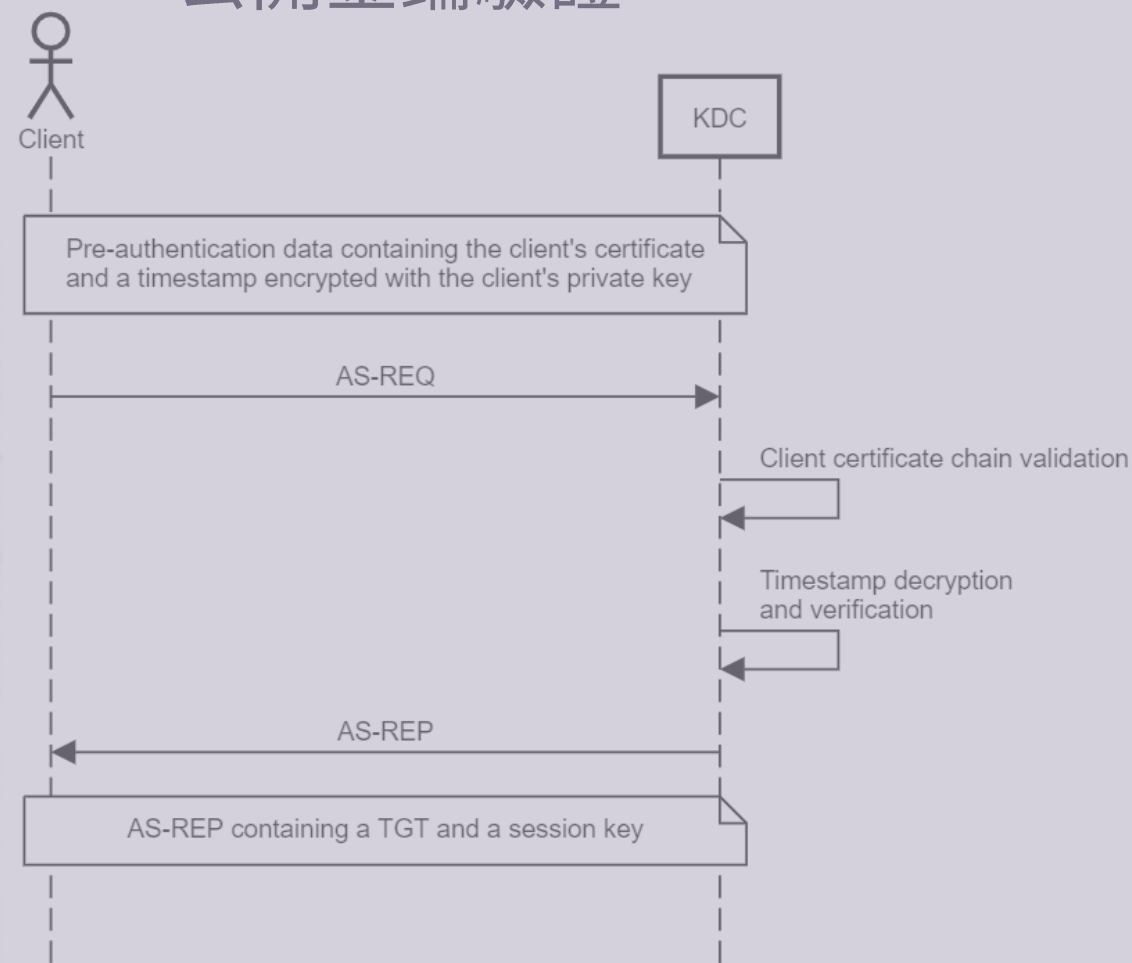 Client
KDC
Pre-authentication data containing the client's certificate
and a timestamp encrypted with the client's private key
AS-REQ
Client certificate chain validation
Timestamp decryption
and verification
AS-REP
AS-REP containing a TGT and a session key